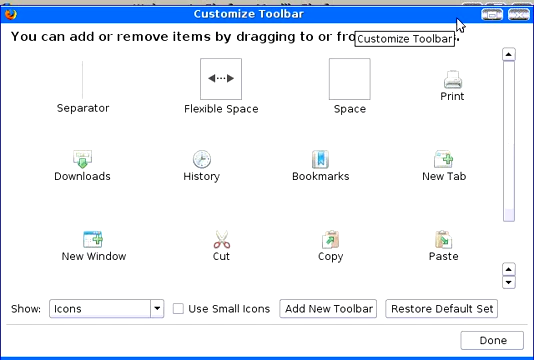 Customize Toolbar
You can add or remove items by dragging to or fro
Customize Toolbar
Separator
Flexible Space
Space
Print
Downloads
History
Bookmarks
New Tab
New Window
Cut
Copy
Paste
Show: Icons Use Small Icons Add New Toolbar Restore Default Set
Done